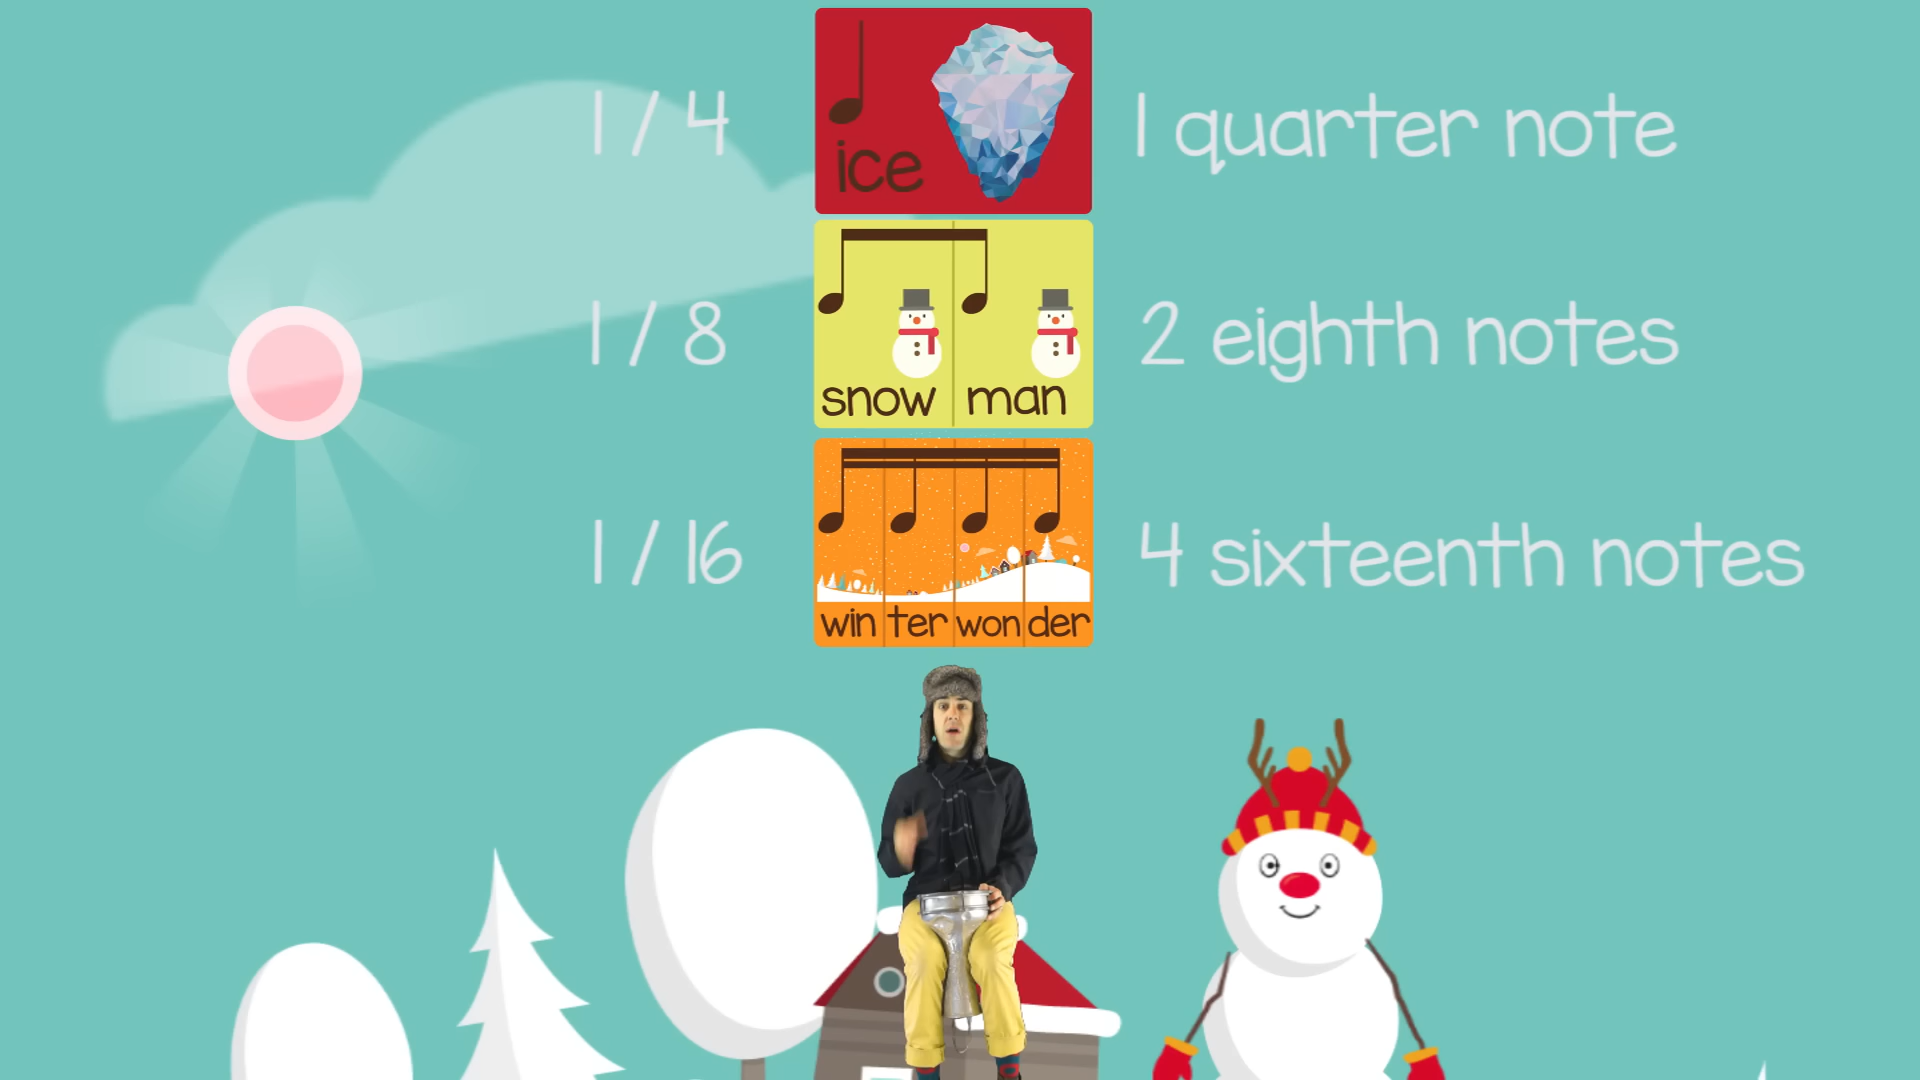 1 / 4
ice
1 quarter note
1 / 8
snow man
2 eighth notes
1 / 16
win ter won der
4 sixteenth notes